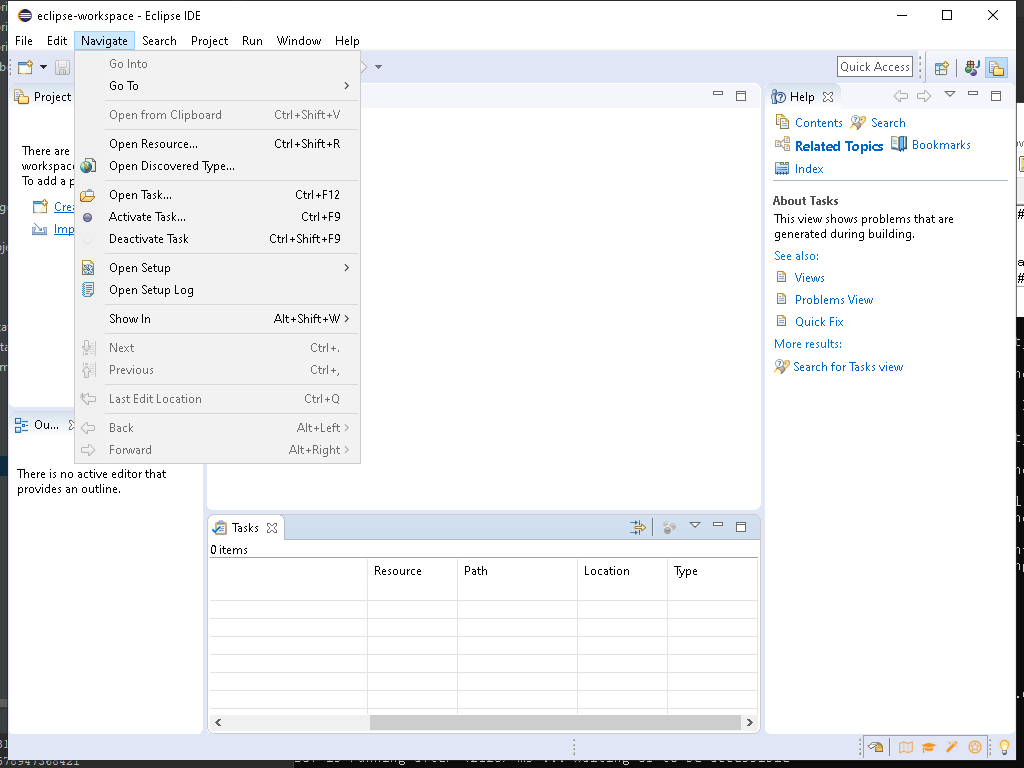 eclipse-workspace - Eclipse IDE
File Edit Navigate Search Project Run Window Help
Quick Access
Go Into
Go To
Open from Clipboard Ctrl+Shift+V
Open Resource... Ctrl+Shift+R
Open Discovered Type...
Open Task... Ctrl+F12
Activate Task... Ctrl+F9
Deactivate Task Ctrl+Shift+F9
Open Setup
Open Setup Log
Show In Alt+Shift+W
Next Ctrl+.
Previous Ctrl+,
Last Edit Location Ctrl+Q
Back Alt+Left
Forward Alt+Right
Project
There are
workspace
To add a p
Crea
Imp
Ou...
There is no active editor that
provides an outline.
Tasks
0 items
Resource Path Location Type
Help
Contents Search
Related Topics Bookmarks
Index
About Tasks
This view shows problems that are
generated during building.
See also:
Views
Problems View
Quick Fix
More results:
Search for Tasks view